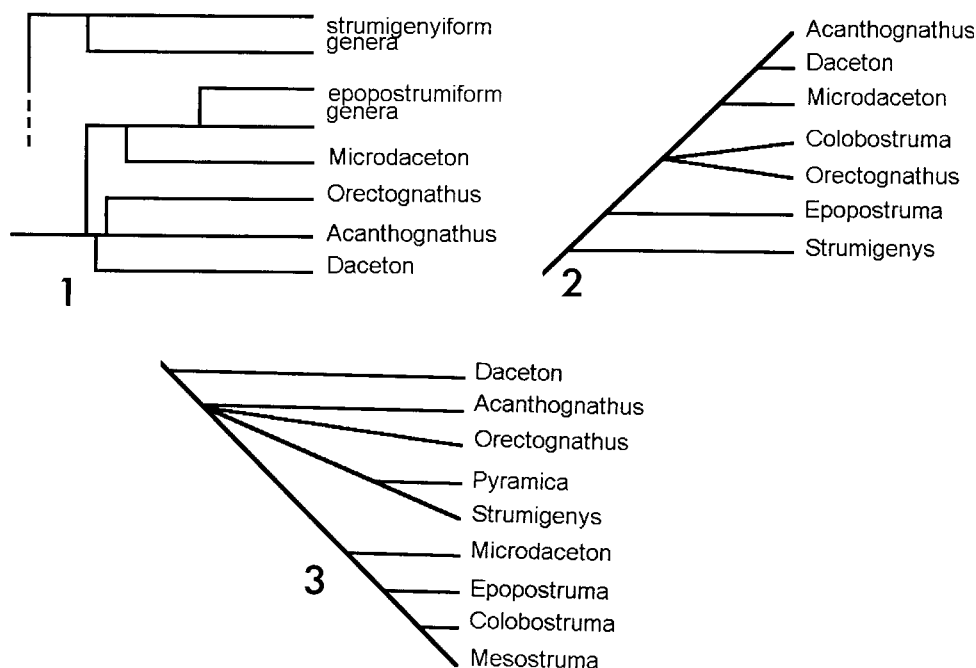 strumigenyiform
genera
epopostrumiform
genera
Microdaceton
Orectognathus
Acanthognathus
Daceton
1
Acanthognathus
Daceton
Microdaceton
Colobostruma
Orectognathus
Epopostruma
Strumigenys
2
Daceton
Acanthognathus
Orectognathus
Pyramica
Strumigenys
Microdaceton
Epopostruma
Colobostruma
Mesostruma
3